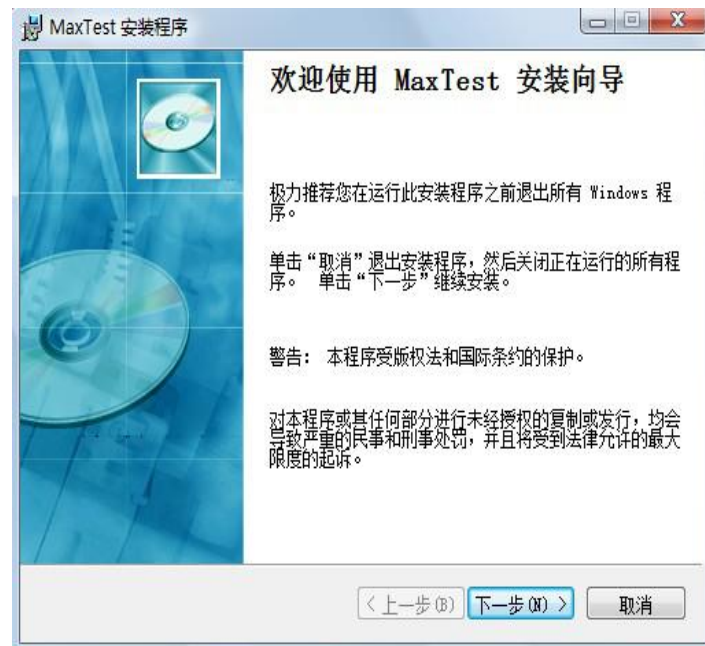 MaxTest 安装程序
欢迎使用 MaxTest 安装向导
极力推荐您在运行此安装程序之前退出所有 Windows 程
序。
单击“取消”退出安装程序，然后关闭正在运行的所有程
序。 单击“下一步”继续安装。
警告： 本程序受版权法和国际条约的保护。
对本程序或其任何部分进行未经授权的复制或发行，均会
导致严重的民事和刑事处罚，并且将受到法律允许的最大
限度的起诉。
< 上一步(B) 下一步(N) > 取消